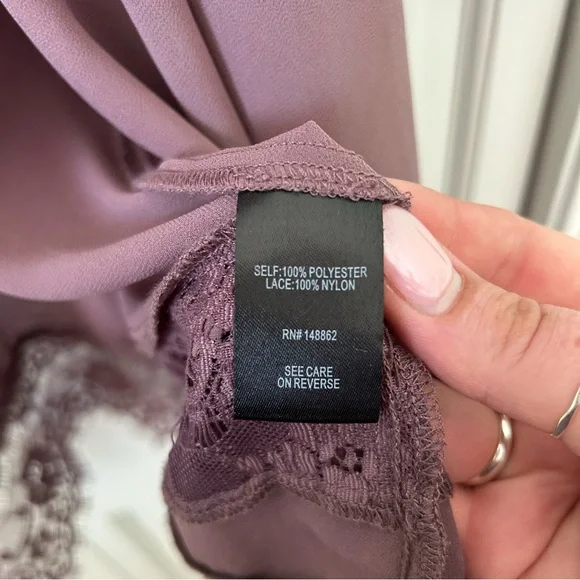 SELF:100% POLYESTER
LACE:100% NYLON
RN# 148862
SEE CARE
ON REVERSE